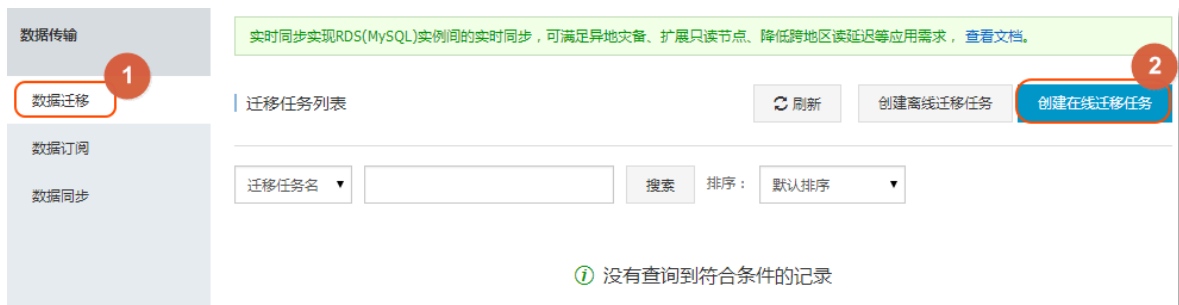 数据传输
实时同步实现RDS(MySQL)实例间的实时同步，可满足异地灾备、扩展只读节点、降低跨地区读延迟等应用需求， 查看文档。
1
2
数据迁移
迁移任务列表
刷新
创建离线迁移任务
创建在线迁移任务
数据订阅
迁移任务名
搜索
排序：
默认排序
数据同步
没有查询到符合条件的记录